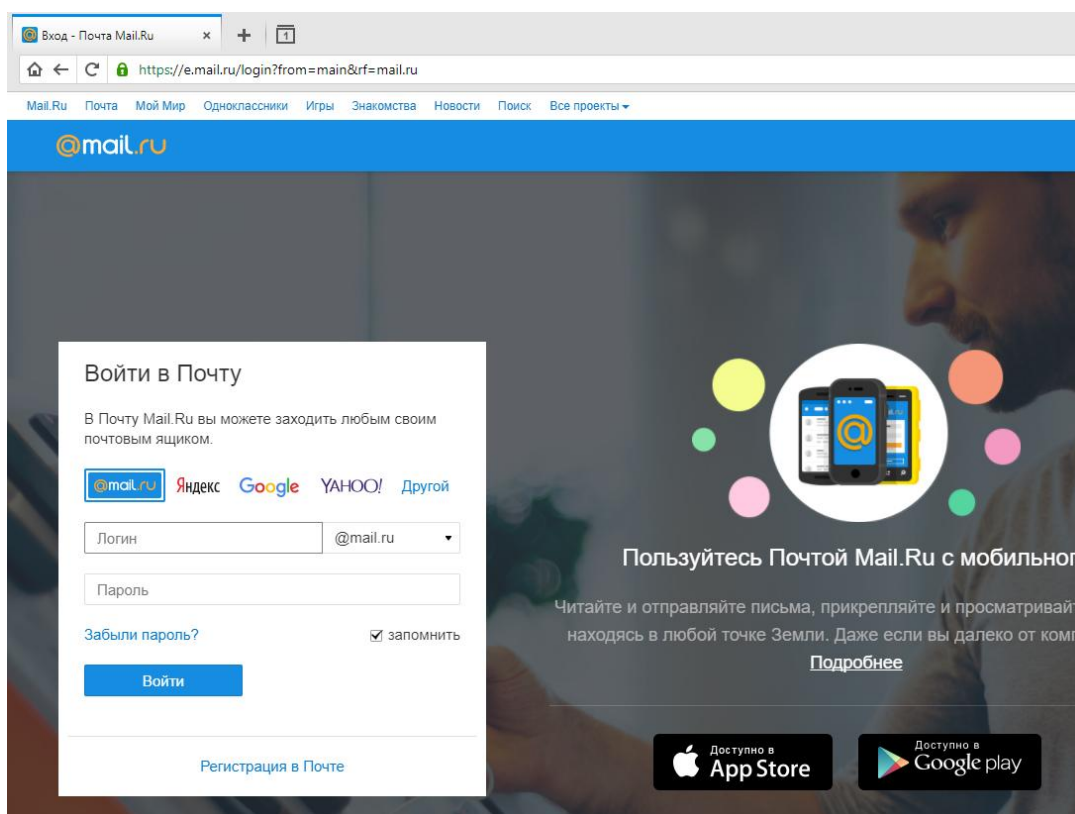 Вход - Почта Mail.Ru
1
https://e.mail.ru/login?from=main&rf=mail.ru
Mail.Ru Почта Мой Мир Одноклассники Игры Знакомства Новости Поиск Все проекты
@mail.ru
Войти в Почту
В Почту Mail.Ru вы можете заходить любым своим
почтовым ящиком.
@mail.ru Яндекс Google YAHOO! Другой
Логин @mail.ru
Пароль
Забыли пароль? запомнить
Войти
Регистрация в Почте
@
Пользуйтесь Почтой Mail.Ru с мобильног
Читайте и отправляйте письма, прикрепляйте и просматривайт
находясь в любой точке Земли. Даже если вы далеко от комп
Подробнее
Доступно в
App Store
Доступно в
Google play